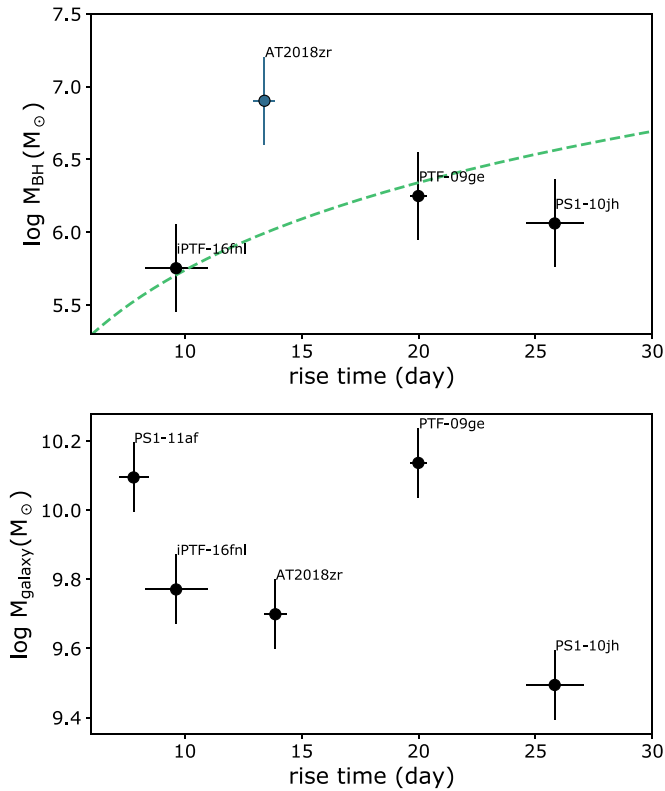 7.5
7.0
6.5
6.0
5.5
log M_BH (M_⊙)
AT2018zr
PTF-09ge
PS1-10jh
iPTF-16fnl
10 15 20 25 30
rise time (day)
10.2
10.0
9.8
9.6
9.4
log M_galaxy (M_⊙)
PTF-09ge
PS1-11af
iPTF-16fnl
AT2018zr
PS1-10jh
10 15 20 25 30
rise time (day)